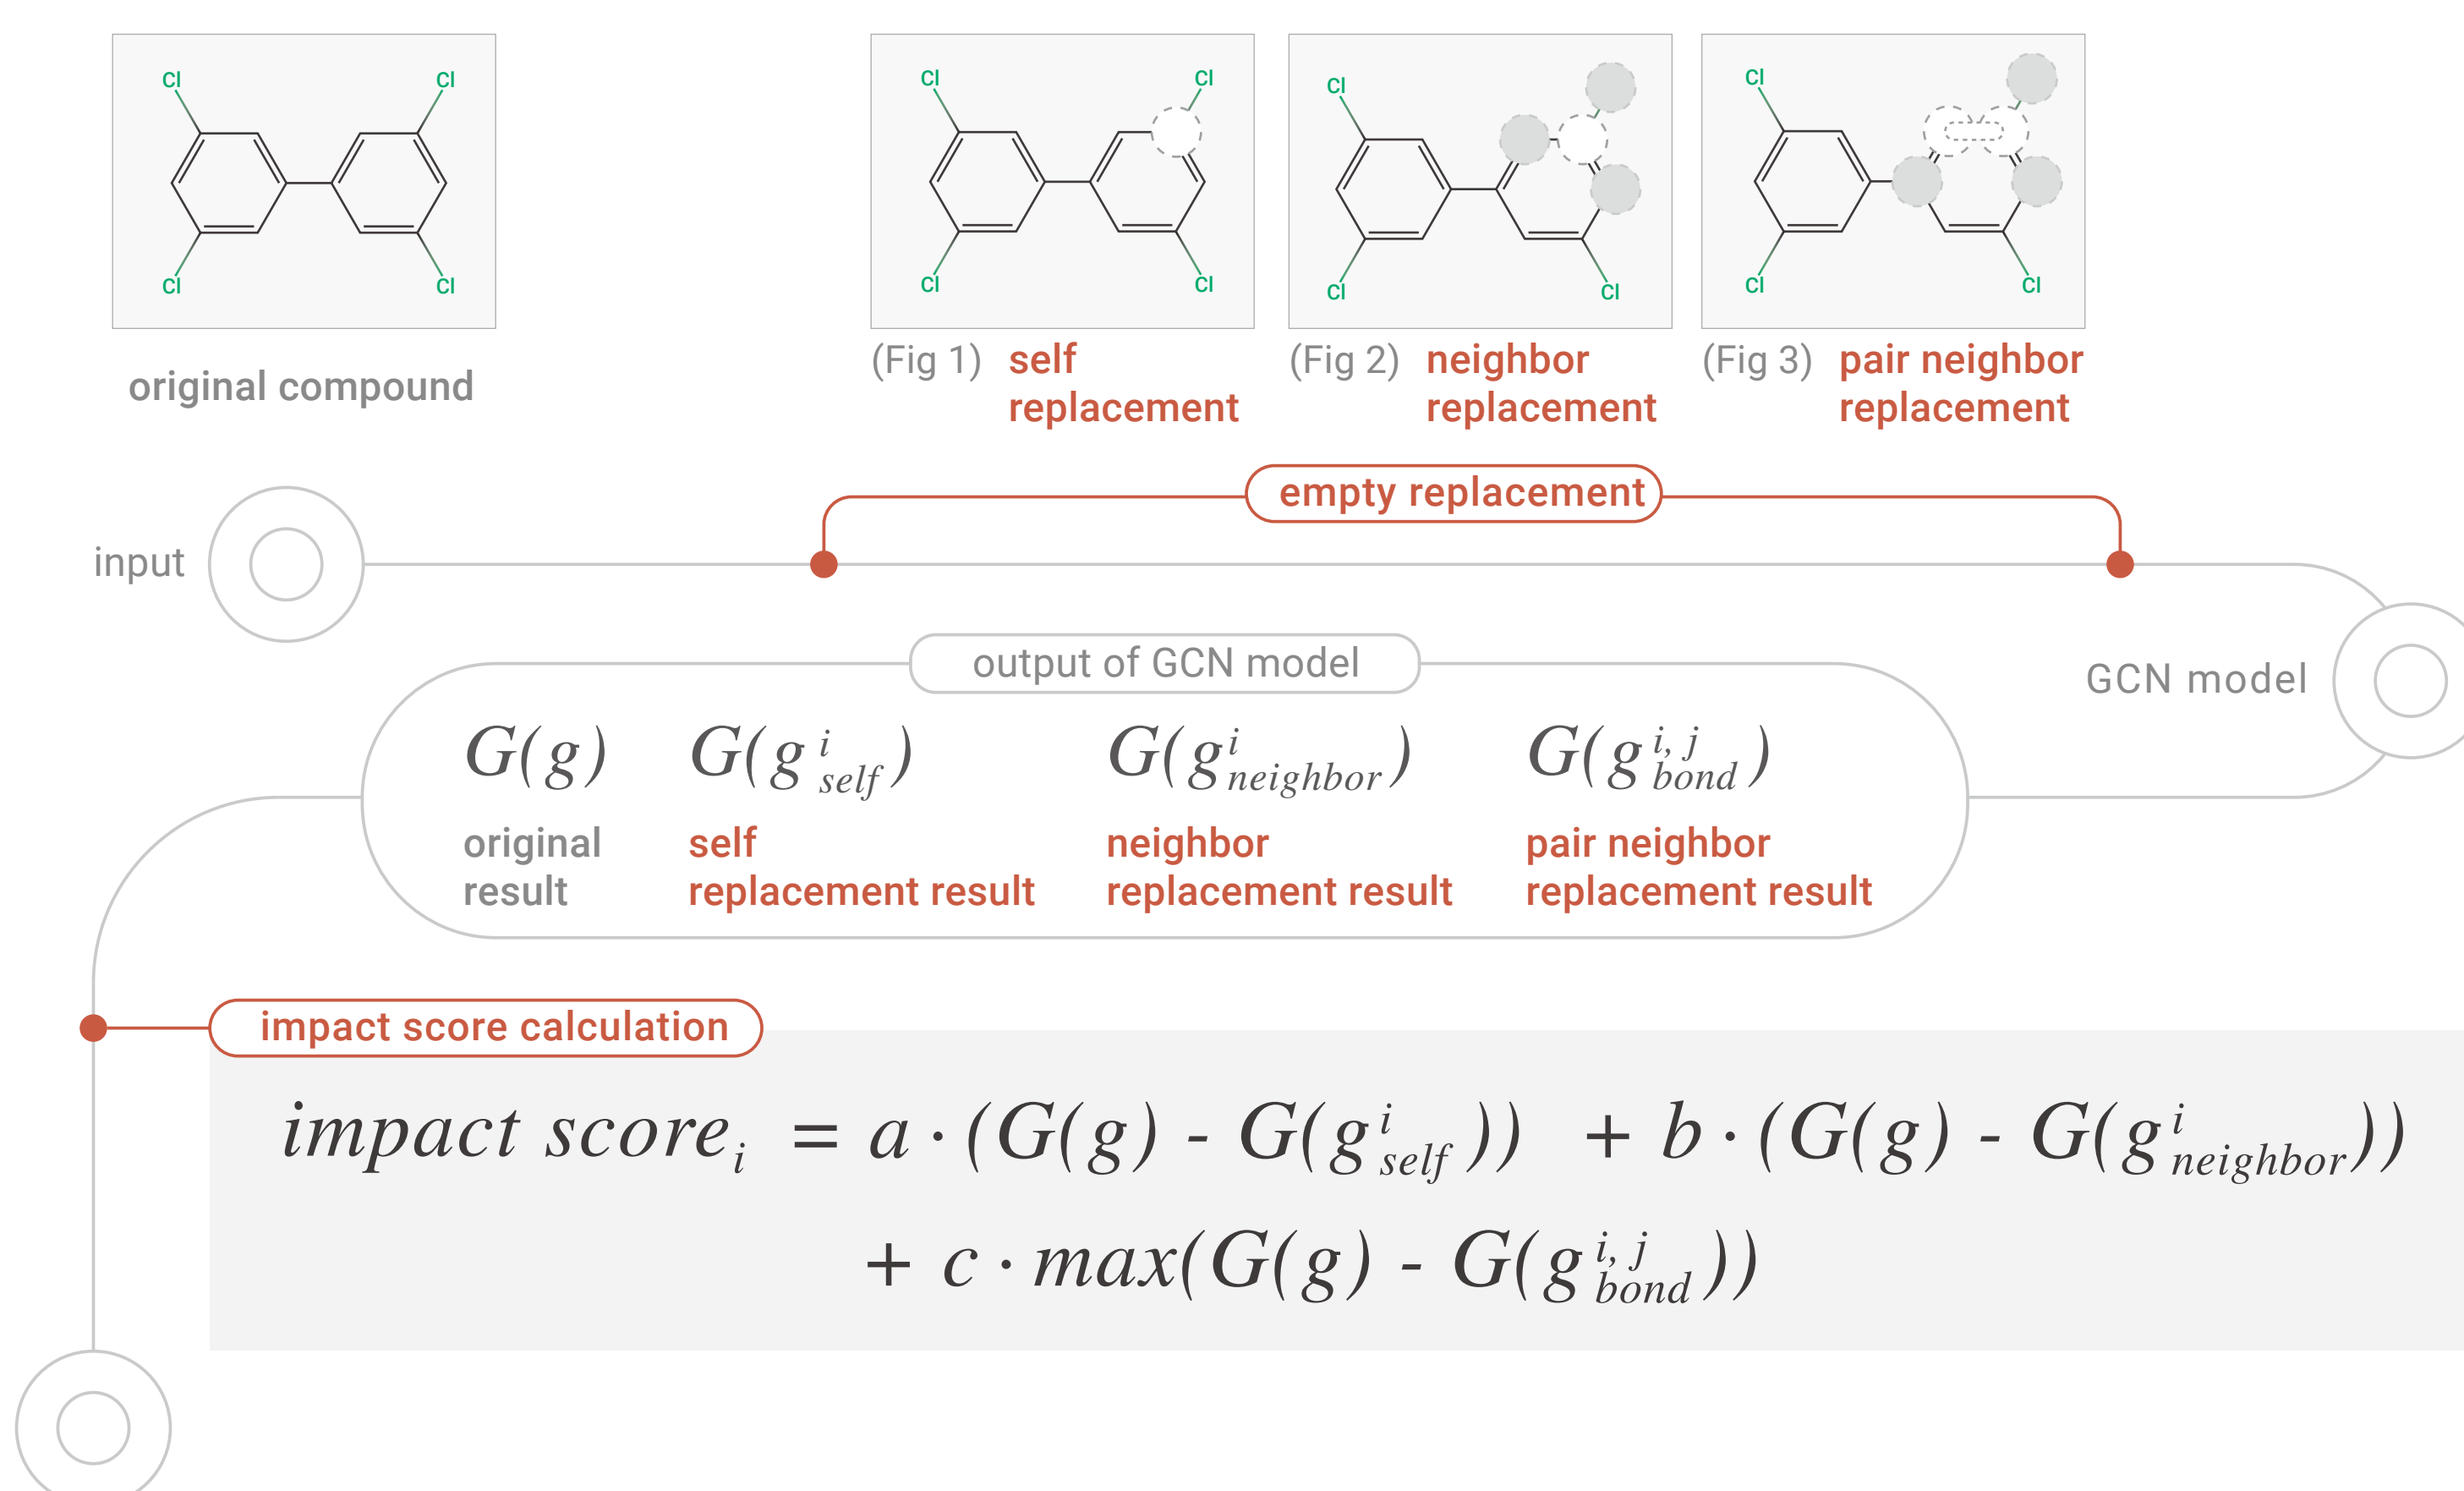 Cl Cl
Cl Cl
original compound
Cl Cl
Cl Cl
(Fig 1) self
replacement
Cl
Cl Cl
(Fig 2) neighbor
replacement
Cl
Cl Cl
(Fig 3) pair neighbor
replacement
empty replacement
input
output of GCN model
GCN model
G(g) G(g^i_self) G(g^i_neighbor) G(g^{i, j}_bond)
original
result
self
replacement result
neighbor
replacement result
pair neighbor
replacement result
impact score calculation
impact score_i = a · (G(g) - G(g^i_self)) + b · (G(g) - G(g^i_neighbor))
+ c · max(G(g) - G(g^{i, j}_bond))